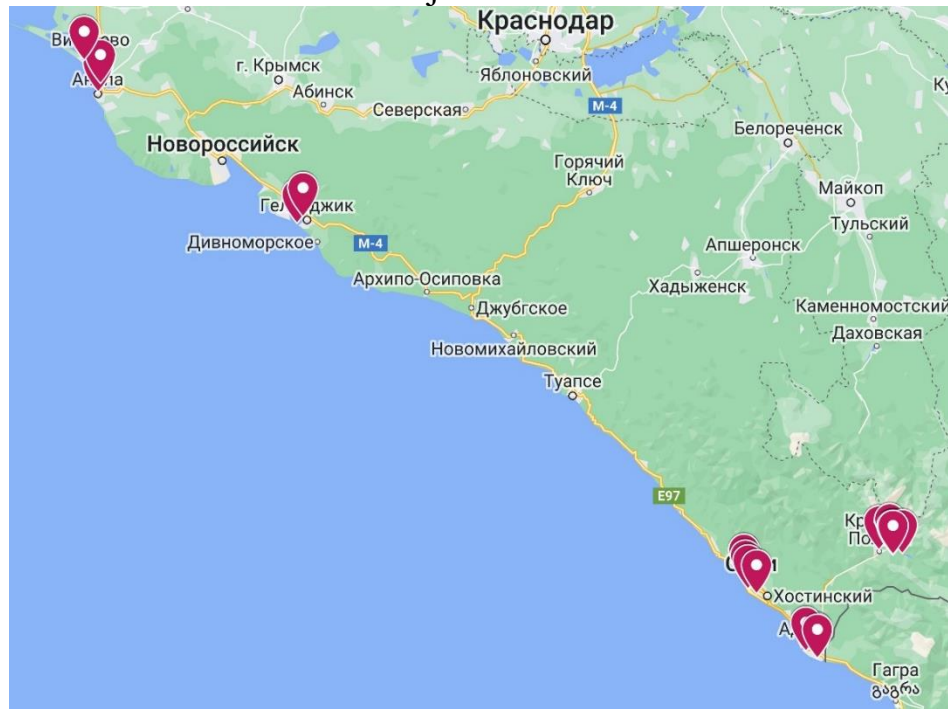 Краснодар
г. Крымск
Яблоновский
Абинск
Северская
M-4
Белореченск
Новороссийск
Горячий
Ключ
Майкоп
Тульский
Дивноморское
M-4
Апшеронск
Хадыженск
Архипо-Осиповка
Джубгское
Каменномостский
Даховская
Новомихайловский
Туапсе
E97
Хостинский
Гагра
გაგრა